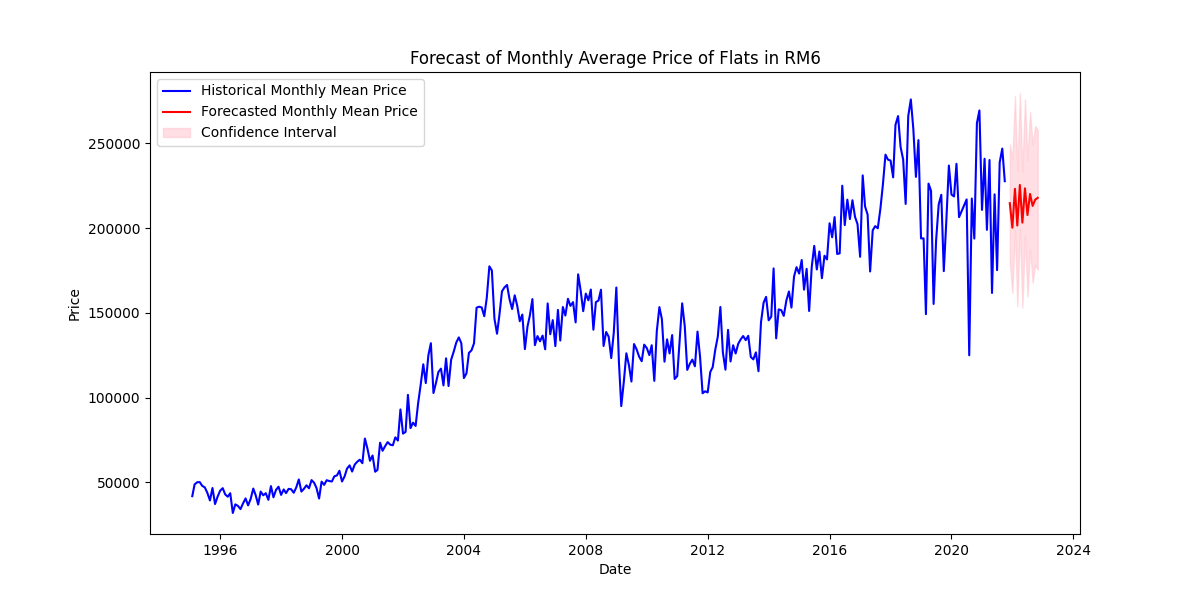 Forecast of Monthly Average Price of Flats in RM6
Historical Monthly Mean Price
Forecasted Monthly Mean Price
Confidence Interval
250000
200000
150000
100000
50000
Price
1996 2000 2004 2008 2012 2016 2020 2024
Date